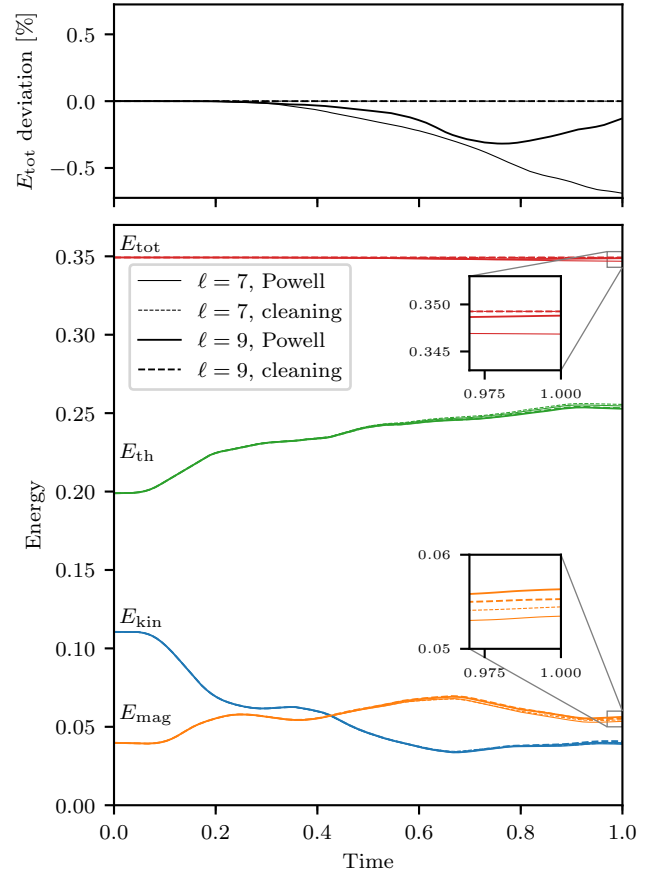 E_tot deviation [%]
0.5
0.0
−0.5
Energy
0.35
0.30
0.25
0.20
0.15
0.10
0.05
0.00
E_tot
ℓ = 7, Powell
ℓ = 7, cleaning
ℓ = 9, Powell
ℓ = 9, cleaning
0.350
0.345
0.975
1.000
E_th
0.06
0.05
0.975
1.000
E_kin
E_mag
0.0
0.2
0.4
0.6
0.8
1.0
Time